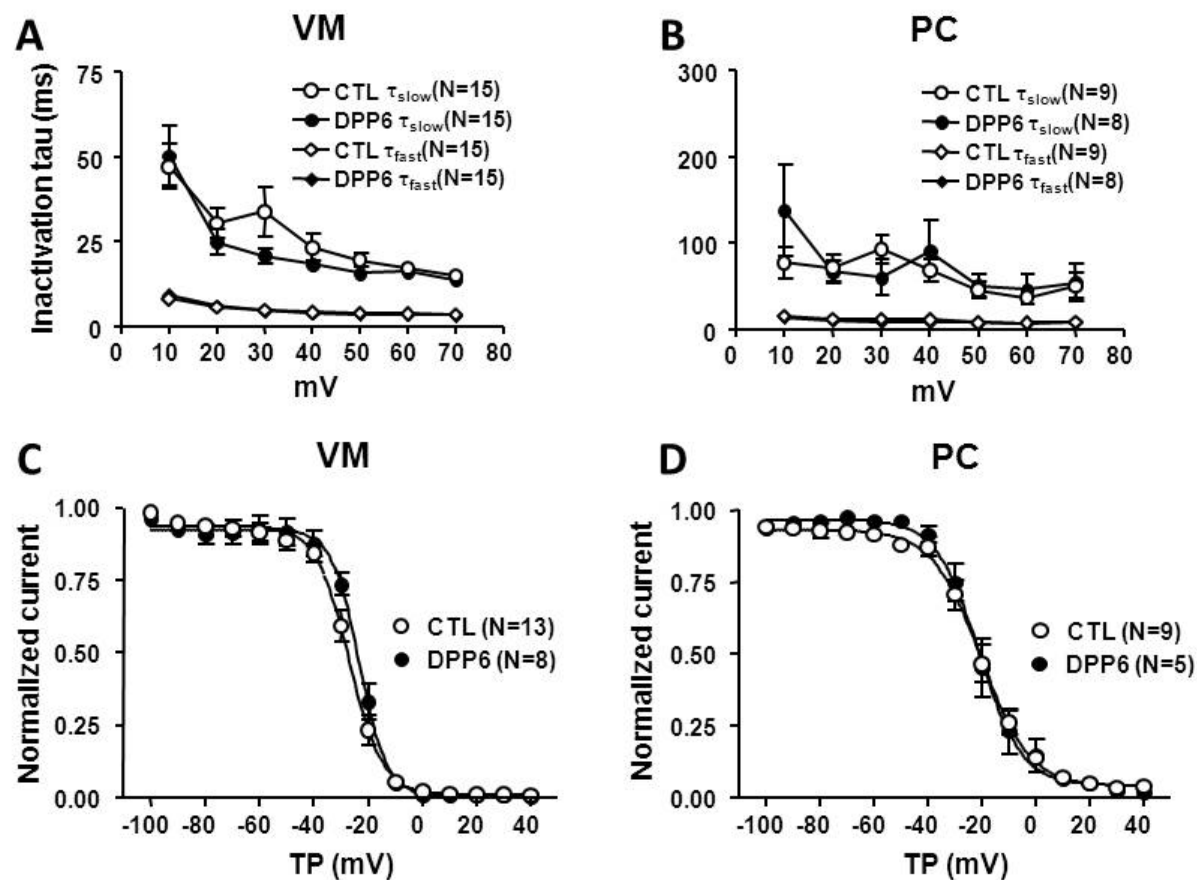 A
VM
Inactivation tau (ms)
75
50
25
0
CTL τslow(N=15)
DPP6 τslow(N=15)
CTL τfast(N=15)
DPP6 τfast(N=15)
0 10 20 30 40 50 60 70 80
mV
B
PC
300
200
100
0
CTL τslow(N=9)
DPP6 τslow(N=8)
CTL τfast(N=9)
DPP6 τfast(N=8)
0 10 20 30 40 50 60 70 80
mV
C
VM
Normalized current
1.00
0.75
0.50
0.25
0.00
CTL (N=13)
DPP6 (N=8)
-100 -80 -60 -40 -20 0 20 40
TP (mV)
D
PC
Normalized current
1.00
0.75
0.50
0.25
0.00
CTL (N=9)
DPP6 (N=5)
-100 -80 -60 -40 -20 0 20 40
TP (mV)